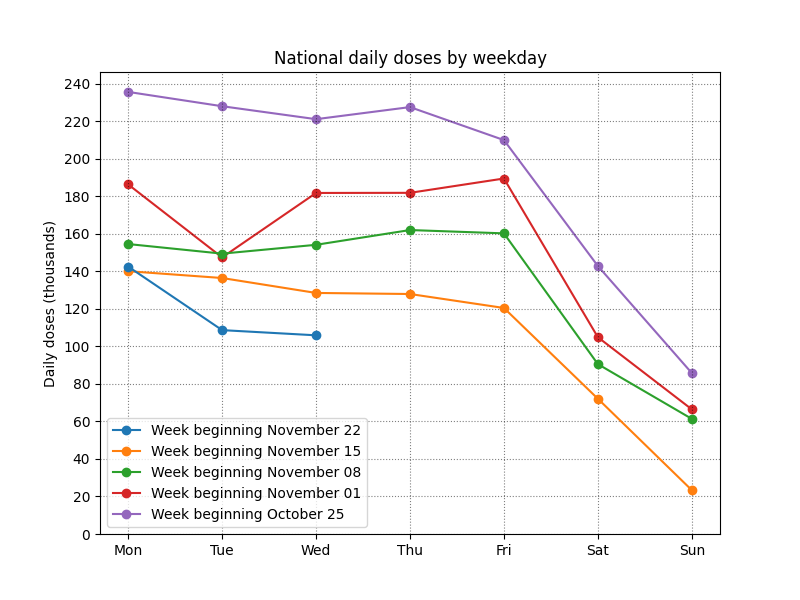 National daily doses by weekday
Daily doses (thousands)
240
220
200
180
160
140
120
100
80
60
40
20
0
Week beginning November 22
Week beginning November 15
Week beginning November 08
Week beginning November 01
Week beginning October 25
Mon Tue Wed Thu Fri Sat Sun